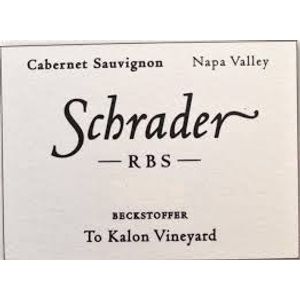 Cabernet Sauvignon Napa Valley
Schrader
— RBS —
BECKSTOFFER
To Kalon Vineyard